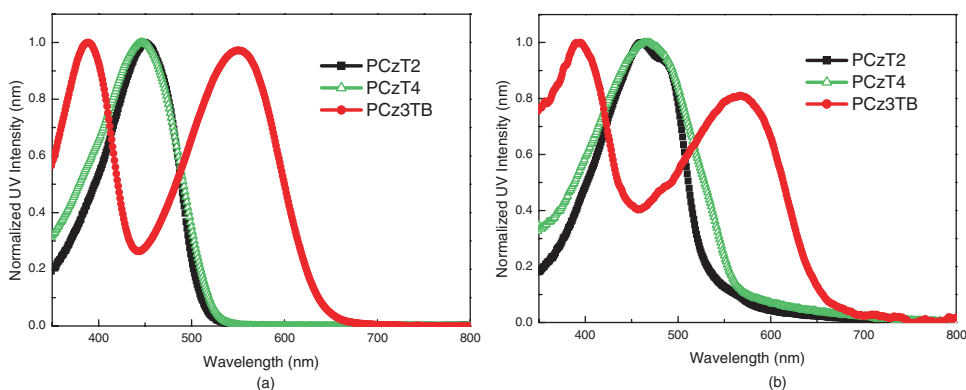 1.0
0.8
0.6
0.4
0.2
0.0
Normalized UV Intensity (nm)
PCzT2
PCzT4
PCz3TB
400
500
600
700
800
Wavelength (nm)
(a)
1.0
0.8
0.6
0.4
0.2
0.0
Normalized UV Intensity (nm)
PCzT2
PCzT4
PCz3TB
400
500
600
700
800
Wavelength (nm)
(b)